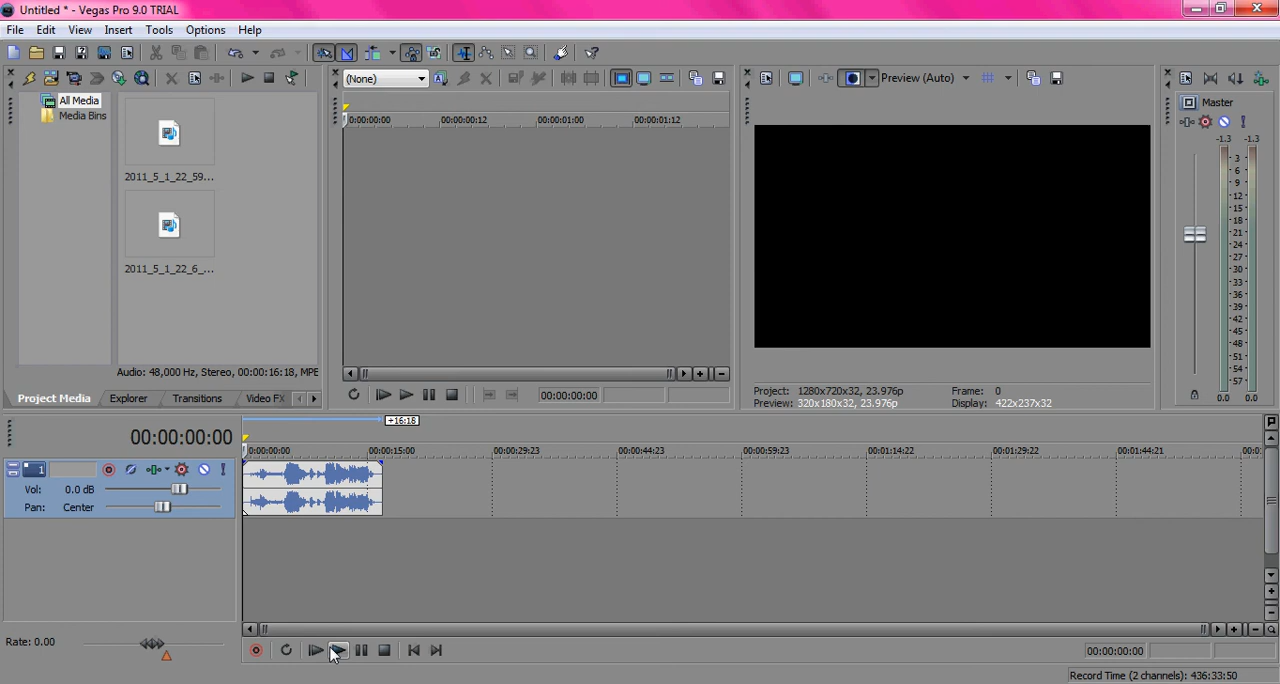 Untitled * - Vegas Pro 9.0 TRIAL
File Edit View Insert Tools Options Help
(None)
Preview (Auto)
All Media
Media Bins
2011_5_1_22_59...
2011_5_1_22_6_...
Audio: 48,000 Hz, Stereo, 00:00:16:18, MPE
Project Media Explorer Transitions Video FX
0:00:00:00 00:00:00:12 00:00:01:00 00:00:01:12
00:00:00:00
Project: 1280x720x32, 23.976p Frame: 0
Preview: 320x180x32, 23.976p Display: 422x237x32
Master
-1.3 -1.3
3
6
9
12
15
18
21
24
27
30
33
36
39
42
45
48
51
54
57
0.0 0.0
+16:18
00:00:00:00
0:00:00:00 00:00:15:00 00:00:29:23 00:00:44:23 00:00:59:23 00:01:14:22 00:01:29:22 00:01:44:21 00:0
1
Vol: 0.0 dB
Pan: Center
Rate: 0.00
00:00:00:00
Record Time (2 channels): 436:33:50